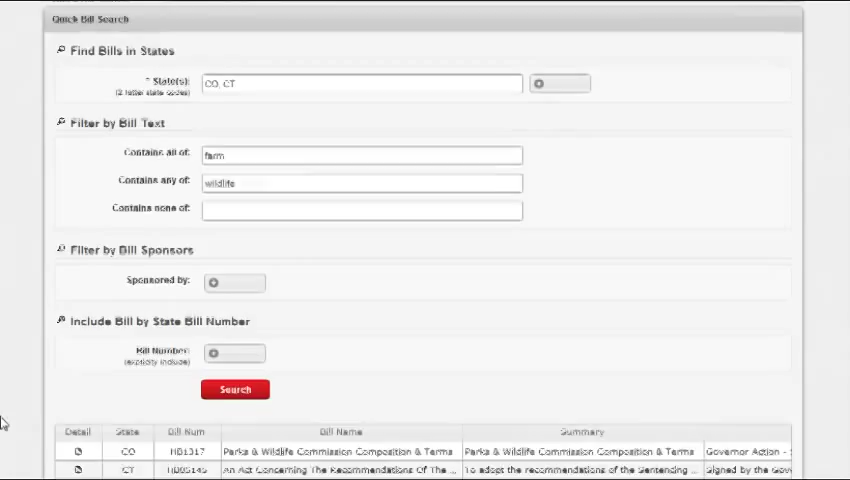 Quick Bill Search
Find Bills in States
* State(s):
(2 letter state codes)
CO, CT
Filter by Bill Text
Contains all of:
farm
Contains any of:
wildlife
Contains none of:
Filter by Bill Sponsors
Sponsored by:
Include Bill by State Bill Number
Bill Number:
(explicitly include)
Search
Detail State Bill Num Bill Name Summary
CO HB1317 Parks & Wildlife Commission Composition & Terms Parks & Wildlife Commission Composition & Terms Governor Action - S
CT An Act Concerning The Recommendations Of The ... To adopt the recommendations of the Sentencing ... Signed by the Gov